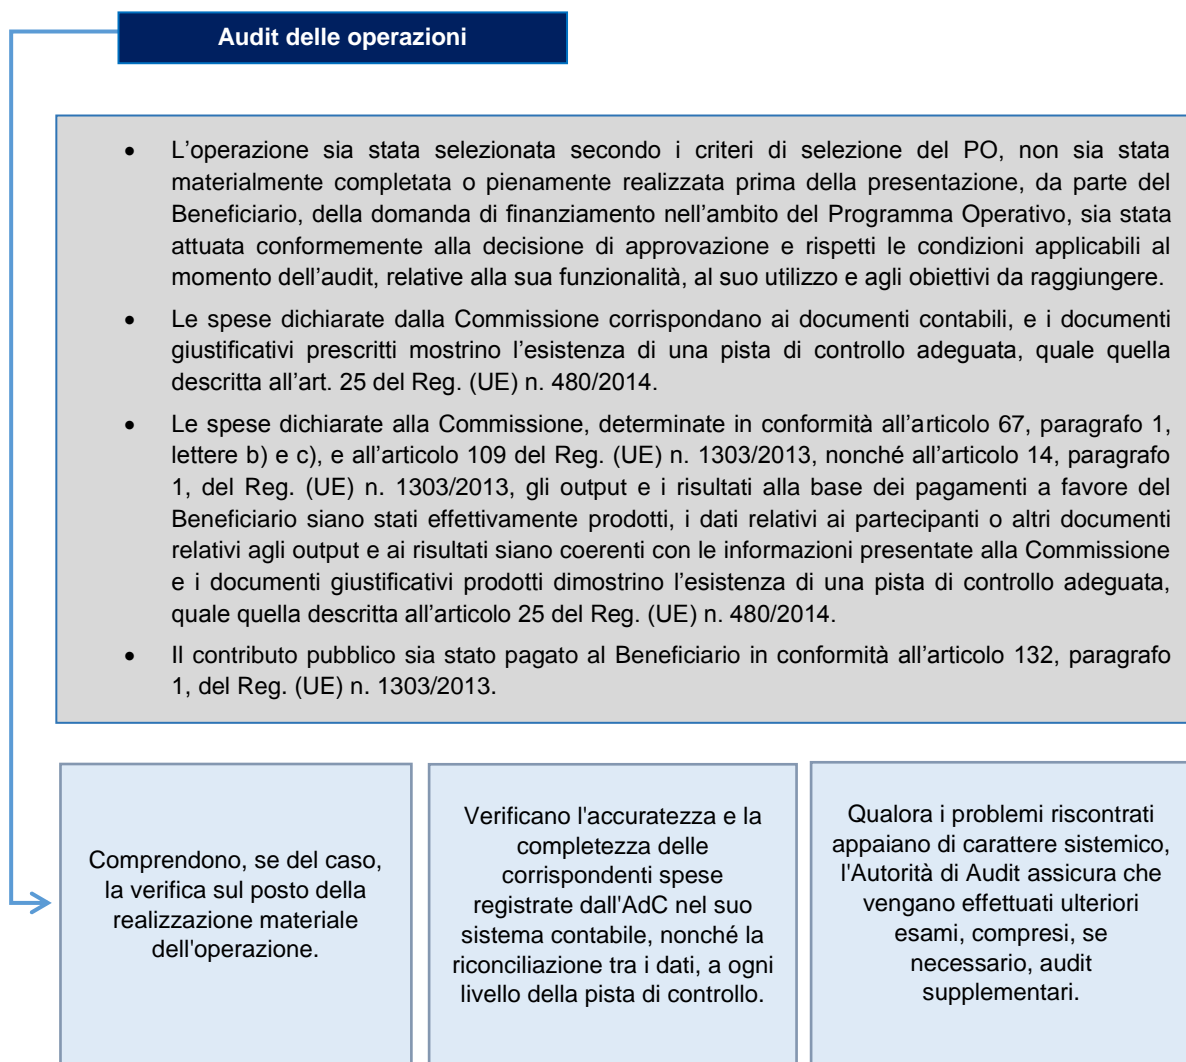 Audit delle operazioni
• L’operazione sia stata selezionata secondo i criteri di selezione del PO, non sia stata
materialmente completata o pienamente realizzata prima della presentazione, da parte del
Beneficiario, della domanda di finanziamento nell’ambito del Programma Operativo, sia stata
attuata conformemente alla decisione di approvazione e rispetti le condizioni applicabili al
momento dell’audit, relative alla sua funzionalità, al suo utilizzo e agli obiettivi da raggiungere.
• Le spese dichiarate dalla Commissione corrispondano ai documenti contabili, e i documenti
giustificativi prescritti mostrino l’esistenza di una pista di controllo adeguata, quale quella
descritta all’art. 25 del Reg. (UE) n. 480/2014.
• Le spese dichiarate alla Commissione, determinate in conformità all’articolo 67, paragrafo 1,
lettere b) e c), e all’articolo 109 del Reg. (UE) n. 1303/2013, nonché all’articolo 14, paragrafo
1, del Reg. (UE) n. 1303/2013, gli output e i risultati alla base dei pagamenti a favore del
Beneficiario siano stati effettivamente prodotti, i dati relativi ai partecipanti o altri documenti
relativi agli output e ai risultati siano coerenti con le informazioni presentate alla Commissione
e i documenti giustificativi prodotti dimostrino l’esistenza di una pista di controllo adeguata,
quale quella descritta all’articolo 25 del Reg. (UE) n. 480/2014.
• Il contributo pubblico sia stato pagato al Beneficiario in conformità all’articolo 132, paragrafo
1, del Reg. (UE) n. 1303/2013.
Comprendono, se del caso,
la verifica sul posto della
realizzazione materiale
dell'operazione.
Verificano l'accuratezza e la
completezza delle
corrispondenti spese
registrate dall'AdC nel suo
sistema contabile, nonché la
riconciliazione tra i dati, a ogni
livello della pista di controllo.
Qualora i problemi riscontrati
appaiano di carattere sistemico,
l'Autorità di Audit assicura che
vengano effettuati ulteriori
esami, compresi, se
necessario, audit
supplementari.